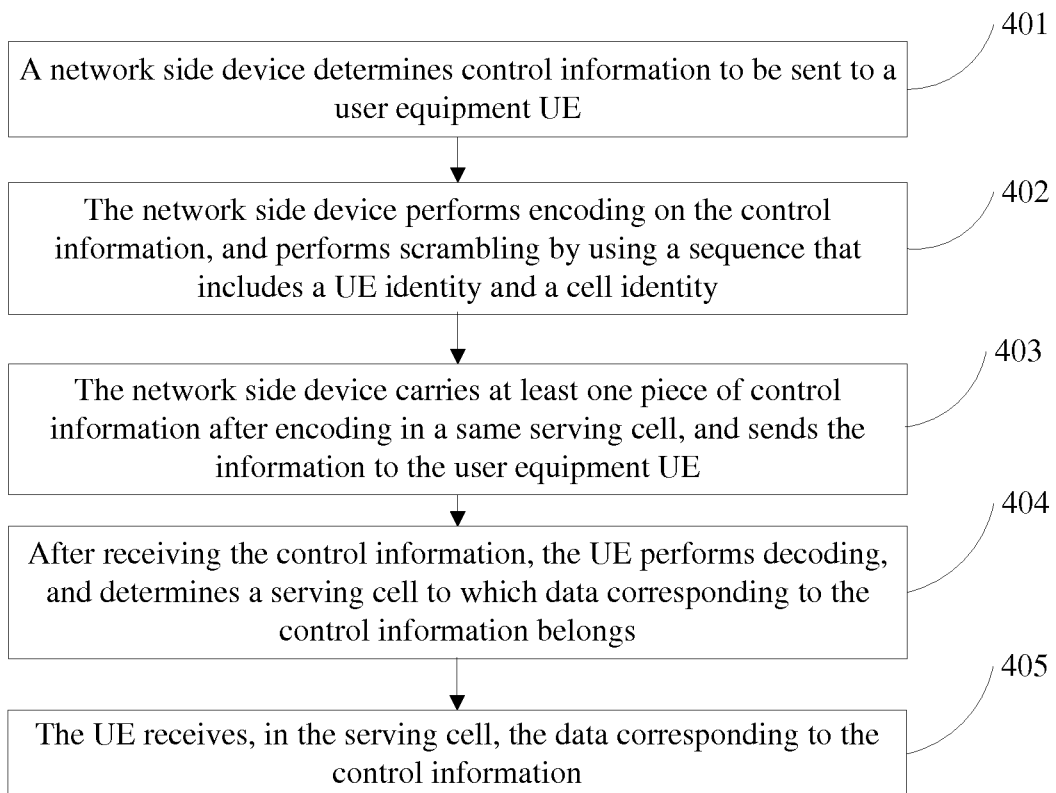 401
A network side device determines control information to be sent to a
user equipment UE
402
The network side device performs encoding on the control
information, and performs scrambling by using a sequence that
includes a UE identity and a cell identity
403
The network side device carries at least one piece of control
information after encoding in a same serving cell, and sends the
information to the user equipment UE
404
After receiving the control information, the UE performs decoding,
and determines a serving cell to which data corresponding to the
control information belongs
405
The UE receives, in the serving cell, the data corresponding to the
control information